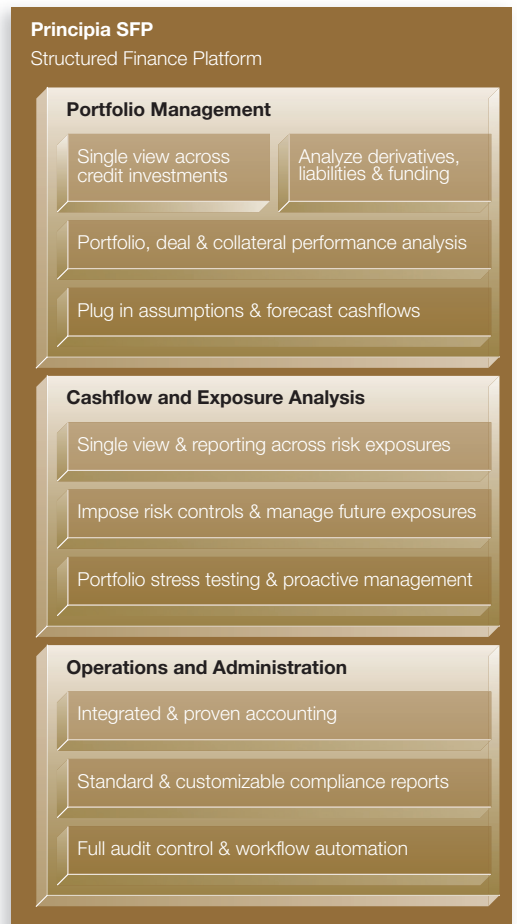 Principia SFP
Structured Finance Platform
Portfolio Management
Single view across
credit investments
Analyze derivatives,
liabilities & funding
Portfolio, deal & collateral performance analysis
Plug in assumptions & forecast cashflows
Cashflow and Exposure Analysis
Single view & reporting across risk exposures
Impose risk controls & manage future exposures
Portfolio stress testing & proactive management
Operations and Administration
Integrated & proven accounting
Standard & customizable compliance reports
Full audit control & workflow automation